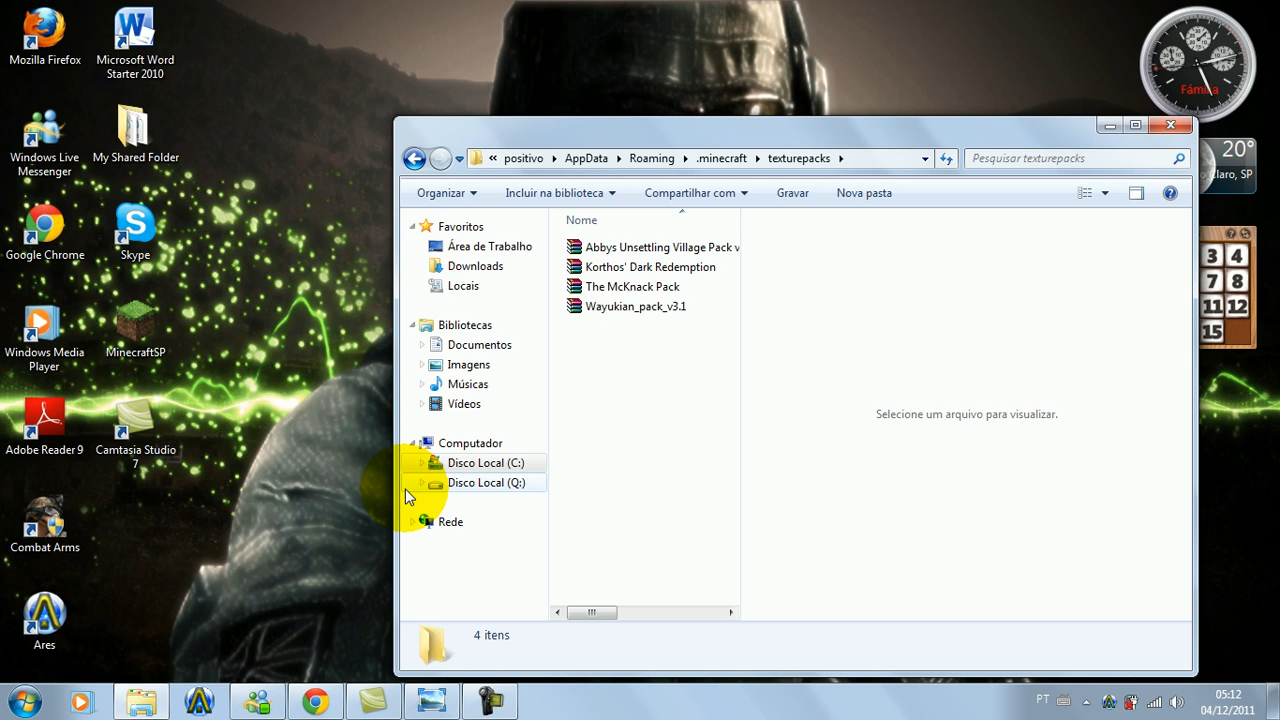 Mozilla Firefox
Microsoft Word
Starter 2010
Windows Live
Messenger
My Shared Folder
Google Chrome
Skype
Windows Media
Player
MinecraftSP
Adobe Reader 9
Camtasia Studio
7
Combat Arms
Ares
« positivo AppData Roaming .minecraft texturepacks
Pesquisar texturepacks
Organizar
Incluir na biblioteca
Compartilhar com
Gravar
Nova pasta
Favoritos
Área de Trabalho
Downloads
Locais
Bibliotecas
Documentos
Imagens
Músicas
Vídeos
Computador
Disco Local (C:)
Disco Local (Q:)
Rede
Nome
Abbys Unsettling Village Pack v
Korthos' Dark Redemption
The McKnack Pack
Wayukian_pack_v3.1
Selecione um arquivo para visualizar.
4 itens
20°
Claro, SP
3 4
7 8
11 12
15
PT
05:12
04/12/2011